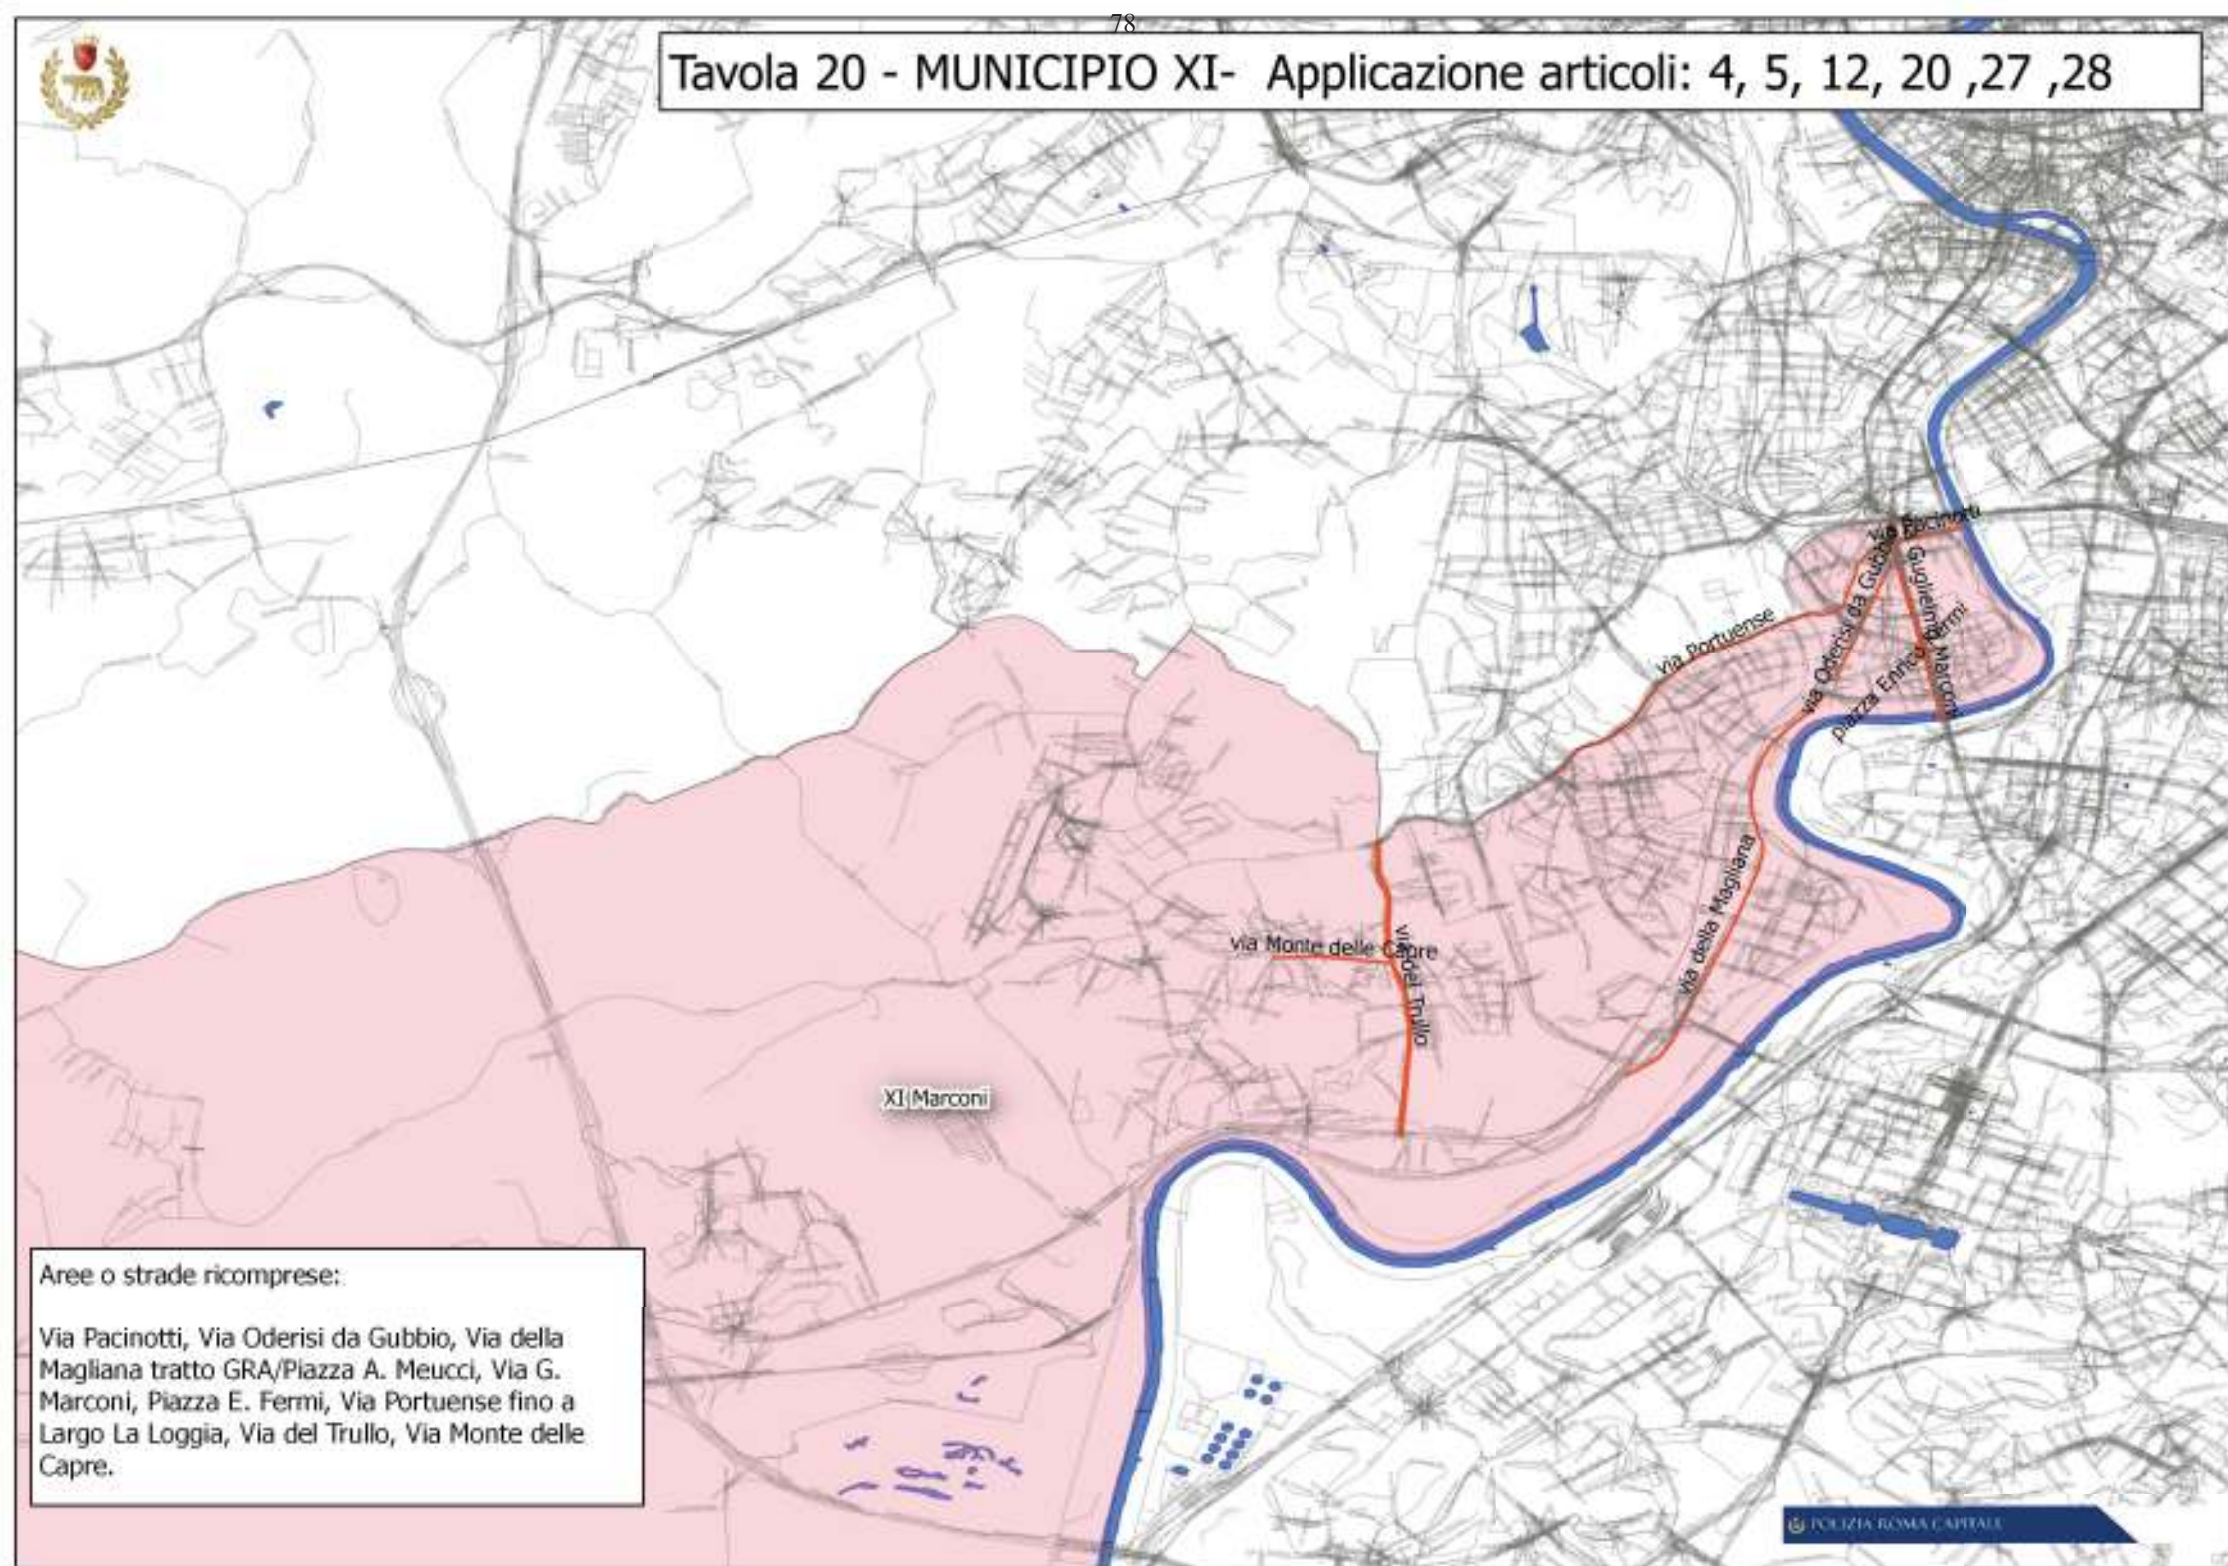 78
Tavola 20 - MUNICIPIO XI- Applicazione articoli: 4, 5, 12, 20 ,27 ,28
via Pacinotti
via Oderisi da Gubbio
Guglielmo Marconi
piazza Enrico Fermi
via Portuense
via della Magliana
via Monte delle Capre
via del Trullo
XI Marconi
Aree o strade ricomprese:
Via Pacinotti, Via Oderisi da Gubbio, Via della
Magliana tratto GRA/Piazza A. Meucci, Via G.
Marconi, Piazza E. Fermi, Via Portuense fino a
Largo La Loggia, Via del Trullo, Via Monte delle
Capre.
POLIZIA ROMA CAPITALE